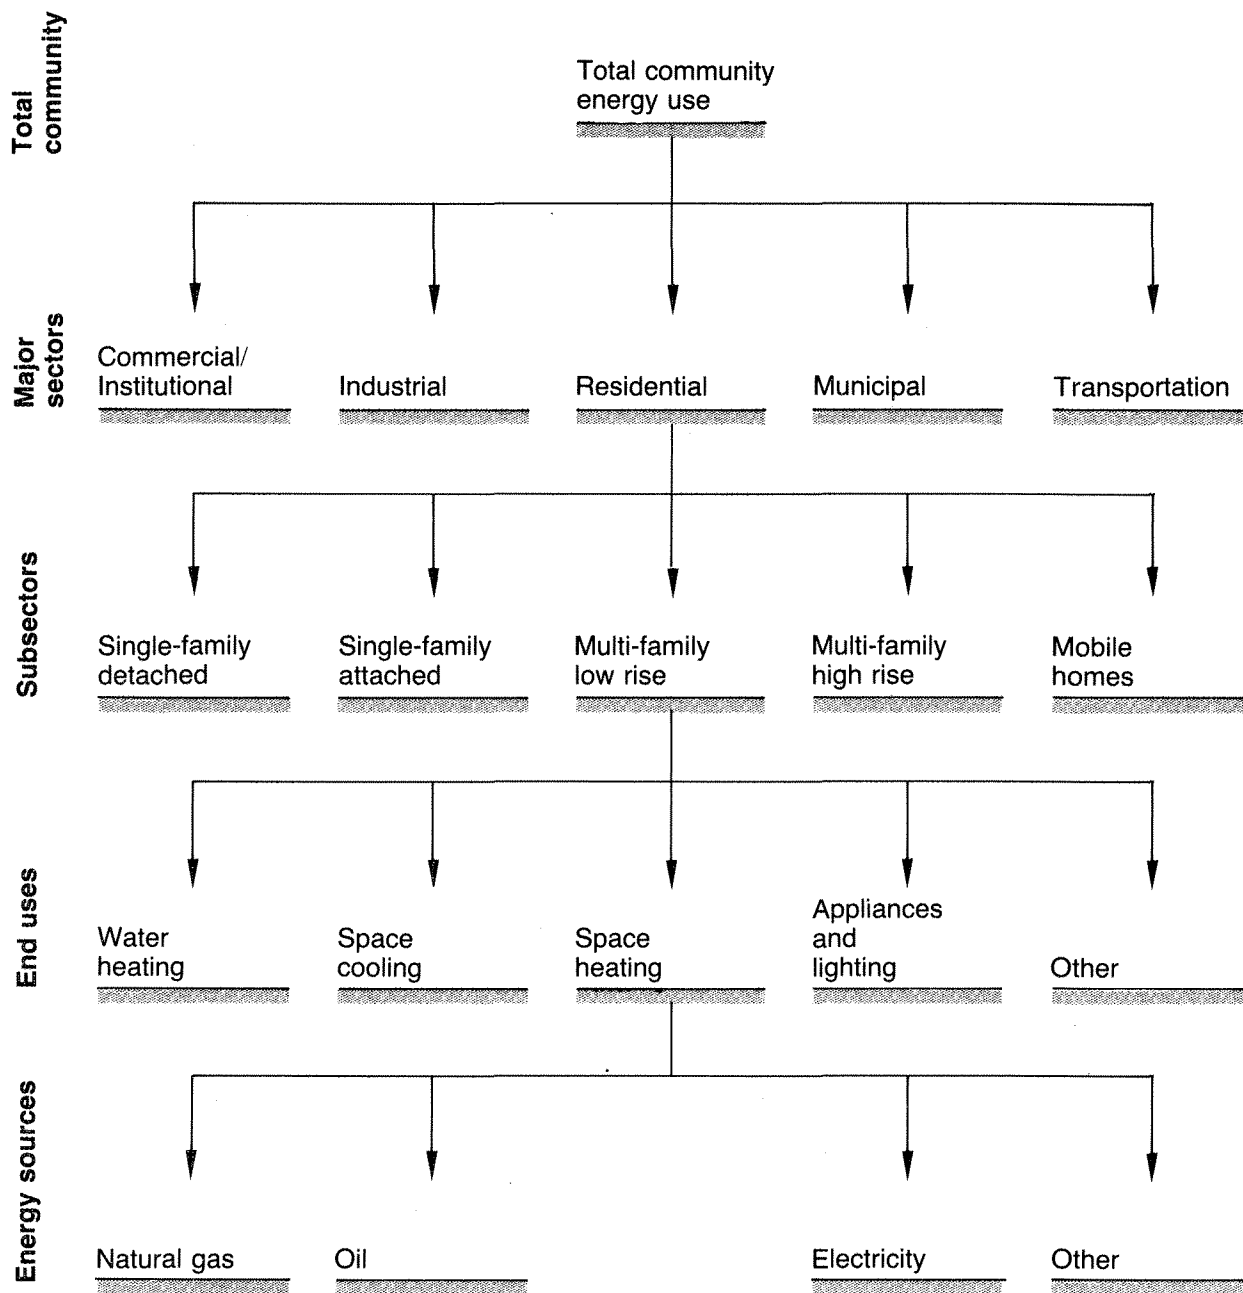 Total
community
Total community
energy use
Major
sectors
Commercial/
Institutional
Industrial
Residential
Municipal
Transportation
Subsectors
Single-family
detached
Single-family
attached
Multi-family
low rise
Multi-family
high rise
Mobile
homes
End uses
Water
heating
Space
cooling
Space
heating
Appliances
and
lighting
Other
Energy sources
Natural gas
Oil
Electricity
Other